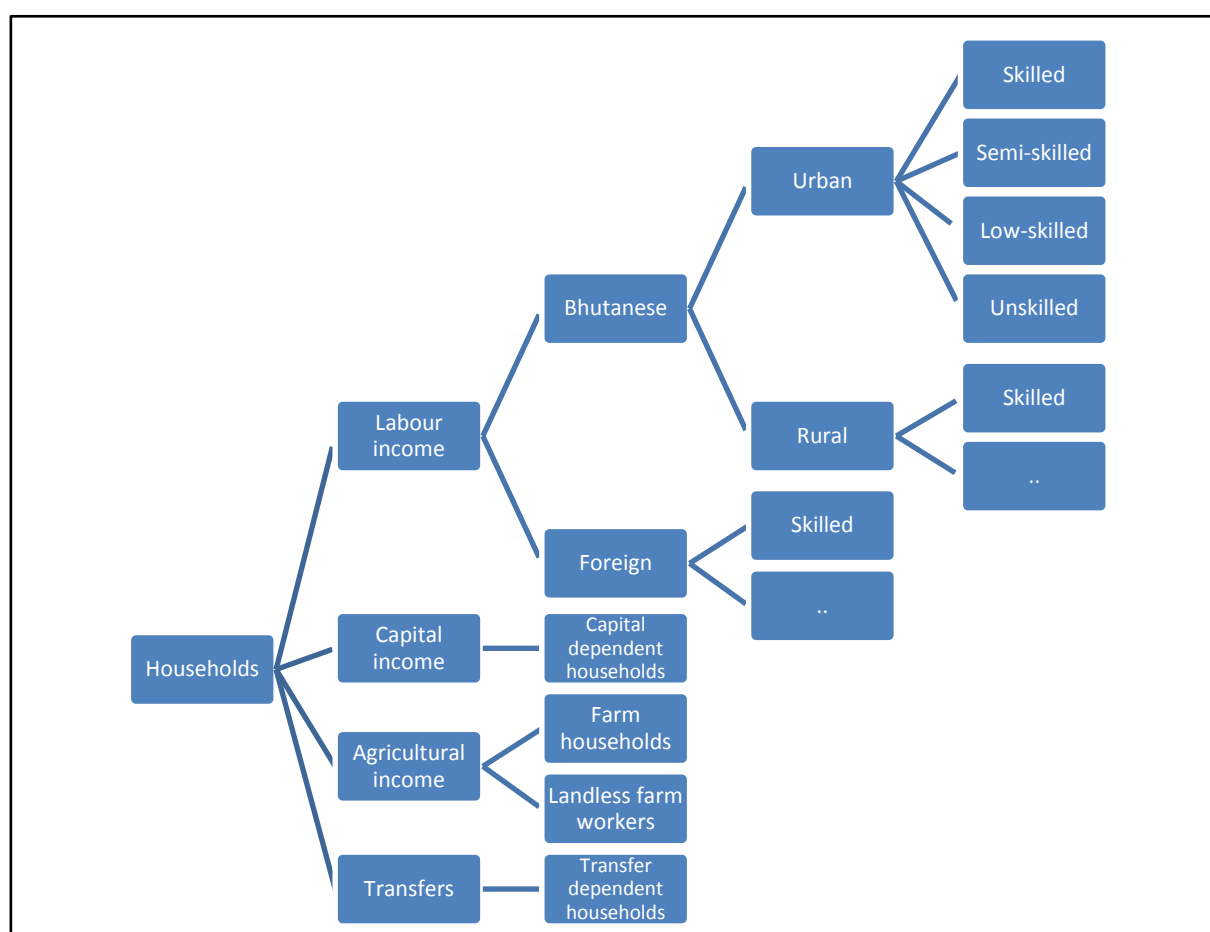 Skilled
Semi-skilled
Urban
Low-skilled
Bhutanese
Unskilled
Skilled
Labour
income
Rural
..
Skilled
Foreign
..
Capital
income
Capital
dependent
households
Households
Farm
households
Agricultural
income
Landless farm
workers
Transfers
Transfer
dependent
households